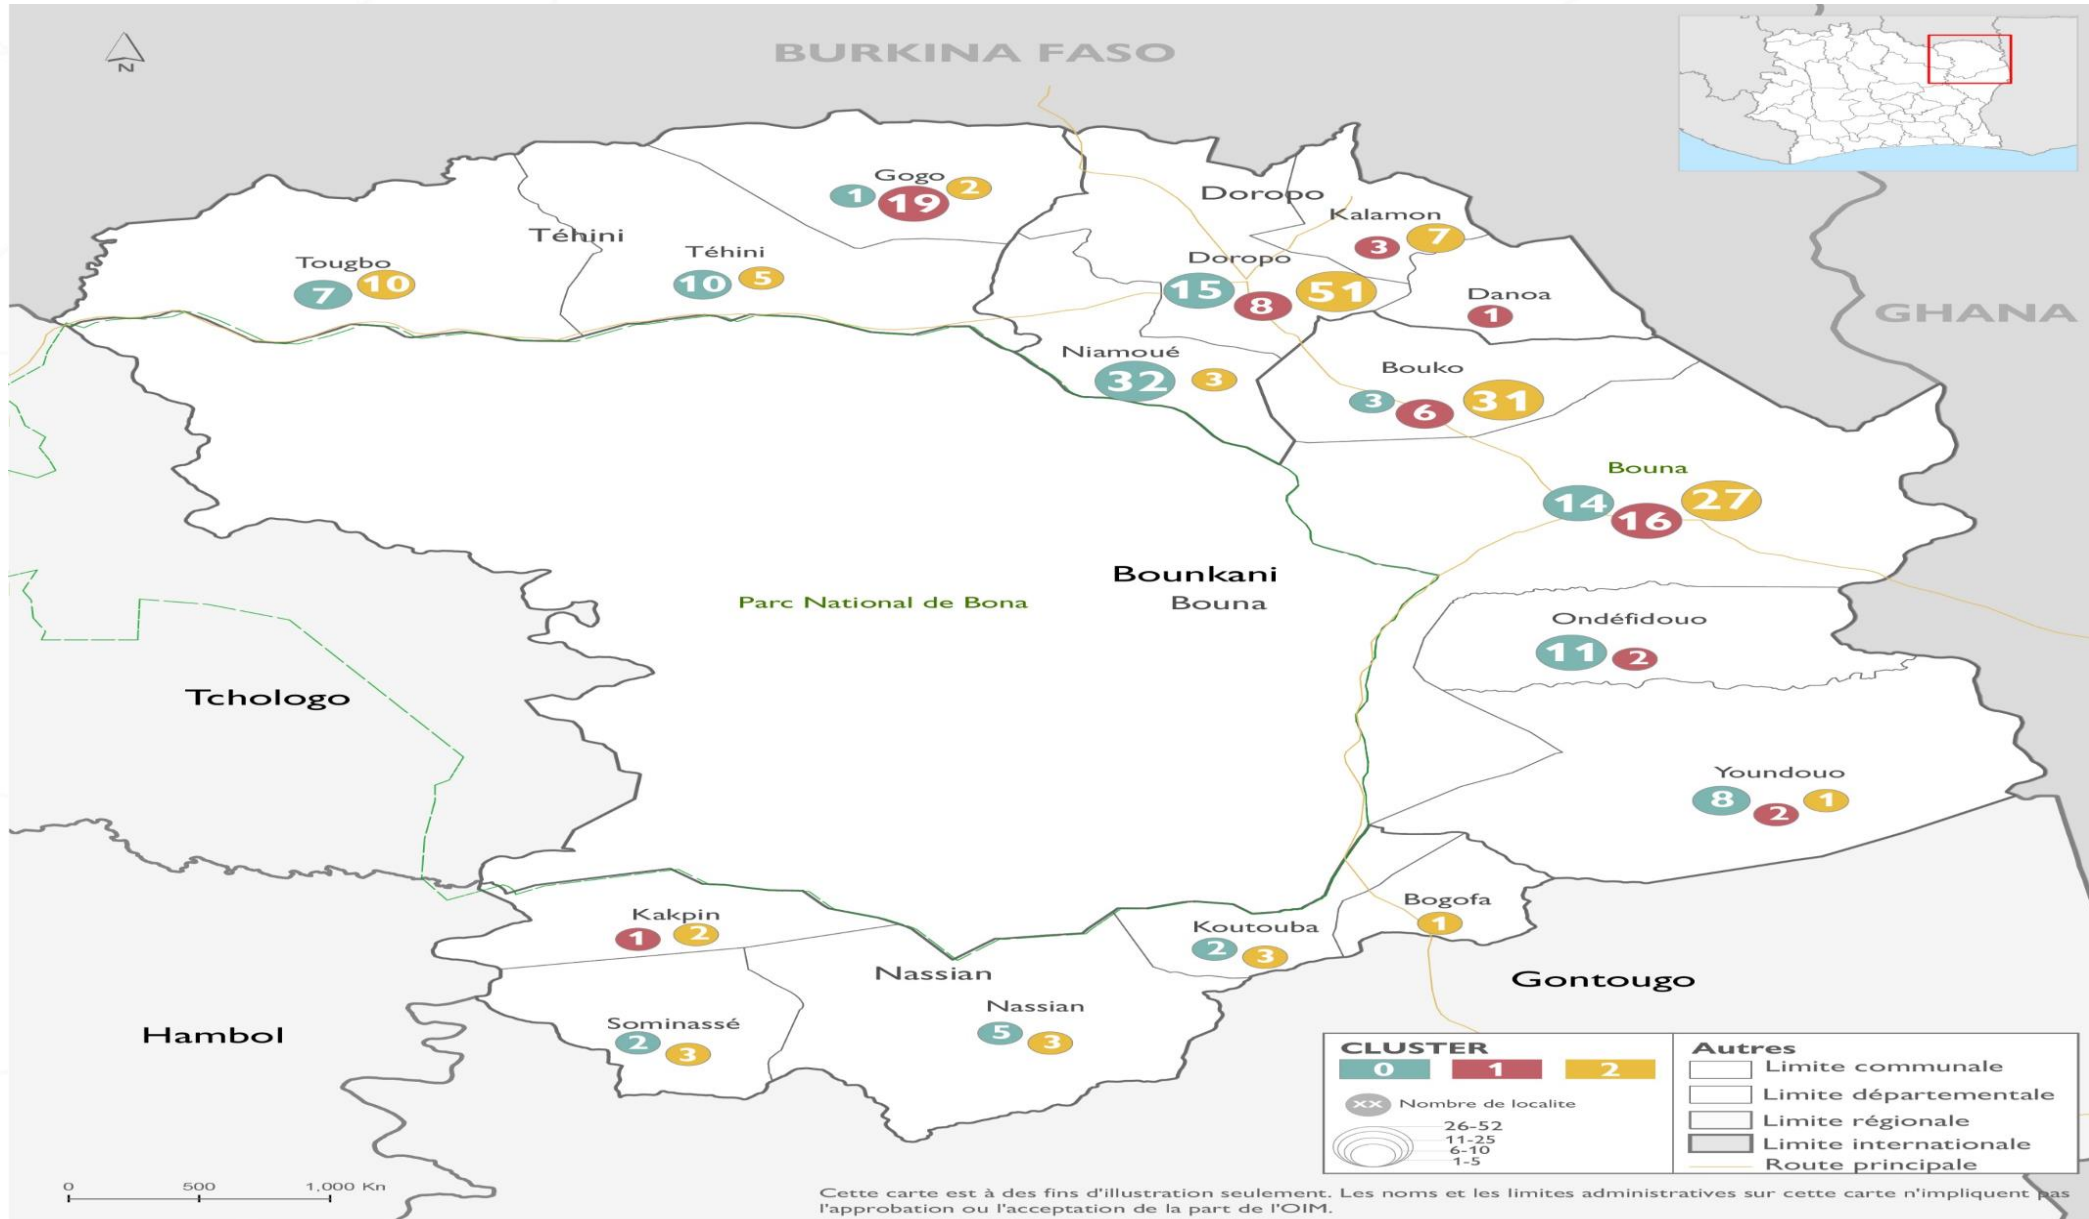 BURKINA FASO
N
Gogo
1
19
2
Doropo
Kalamon
3
7
Téhini
Tougbo
7
10
Téhini
10
5
Doropo
15
8
51
Danoa
1
GHANA
Niamoué
32
3
Bouko
3
6
31
Bouna
14
16
27
Bounkani
Bouna
Parc National de Bona
Ondéfidouo
11
2
Tchologo
Youndouo
8
2
1
Kakpin
1
2
Koutouba
2
3
Bogofa
1
Nassian
Gontougo
Nassian
5
3
Sominassé
2
3
Hambol
CLUSTER
0 1 2
xx Nombre de localite
26-52
11-25
6-10
1-5
Autres
Limite communale
Limite départementale
Limite régionale
Limite internationale
Route principale
0 500 1,000 Kn
Cette carte est à des fins d'illustration seulement. Les noms et les limites administratives sur cette carte n'impliquent pas
l'approbation ou l'acceptation de la part de l'OIM.